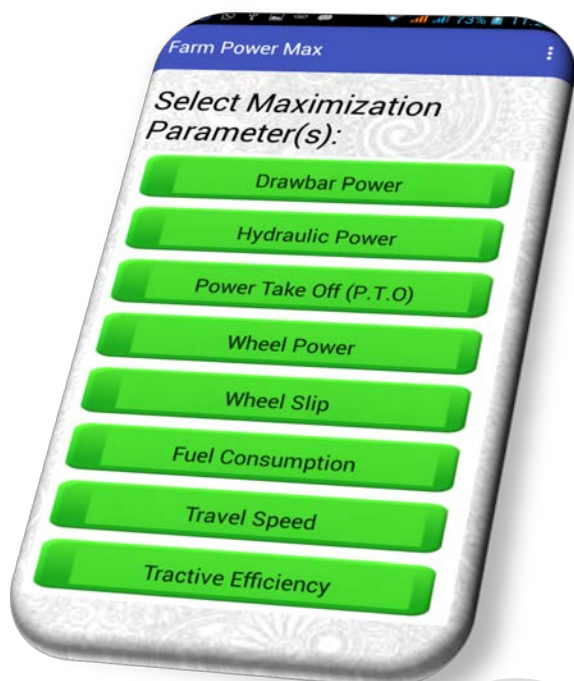 73%
Farm Power Max
Select Maximization
Parameter(s):
Drawbar Power
Hydraulic Power
Power Take Off (P.T.O)
Wheel Power
Wheel Slip
Fuel Consumption
Travel Speed
Tractive Efficiency